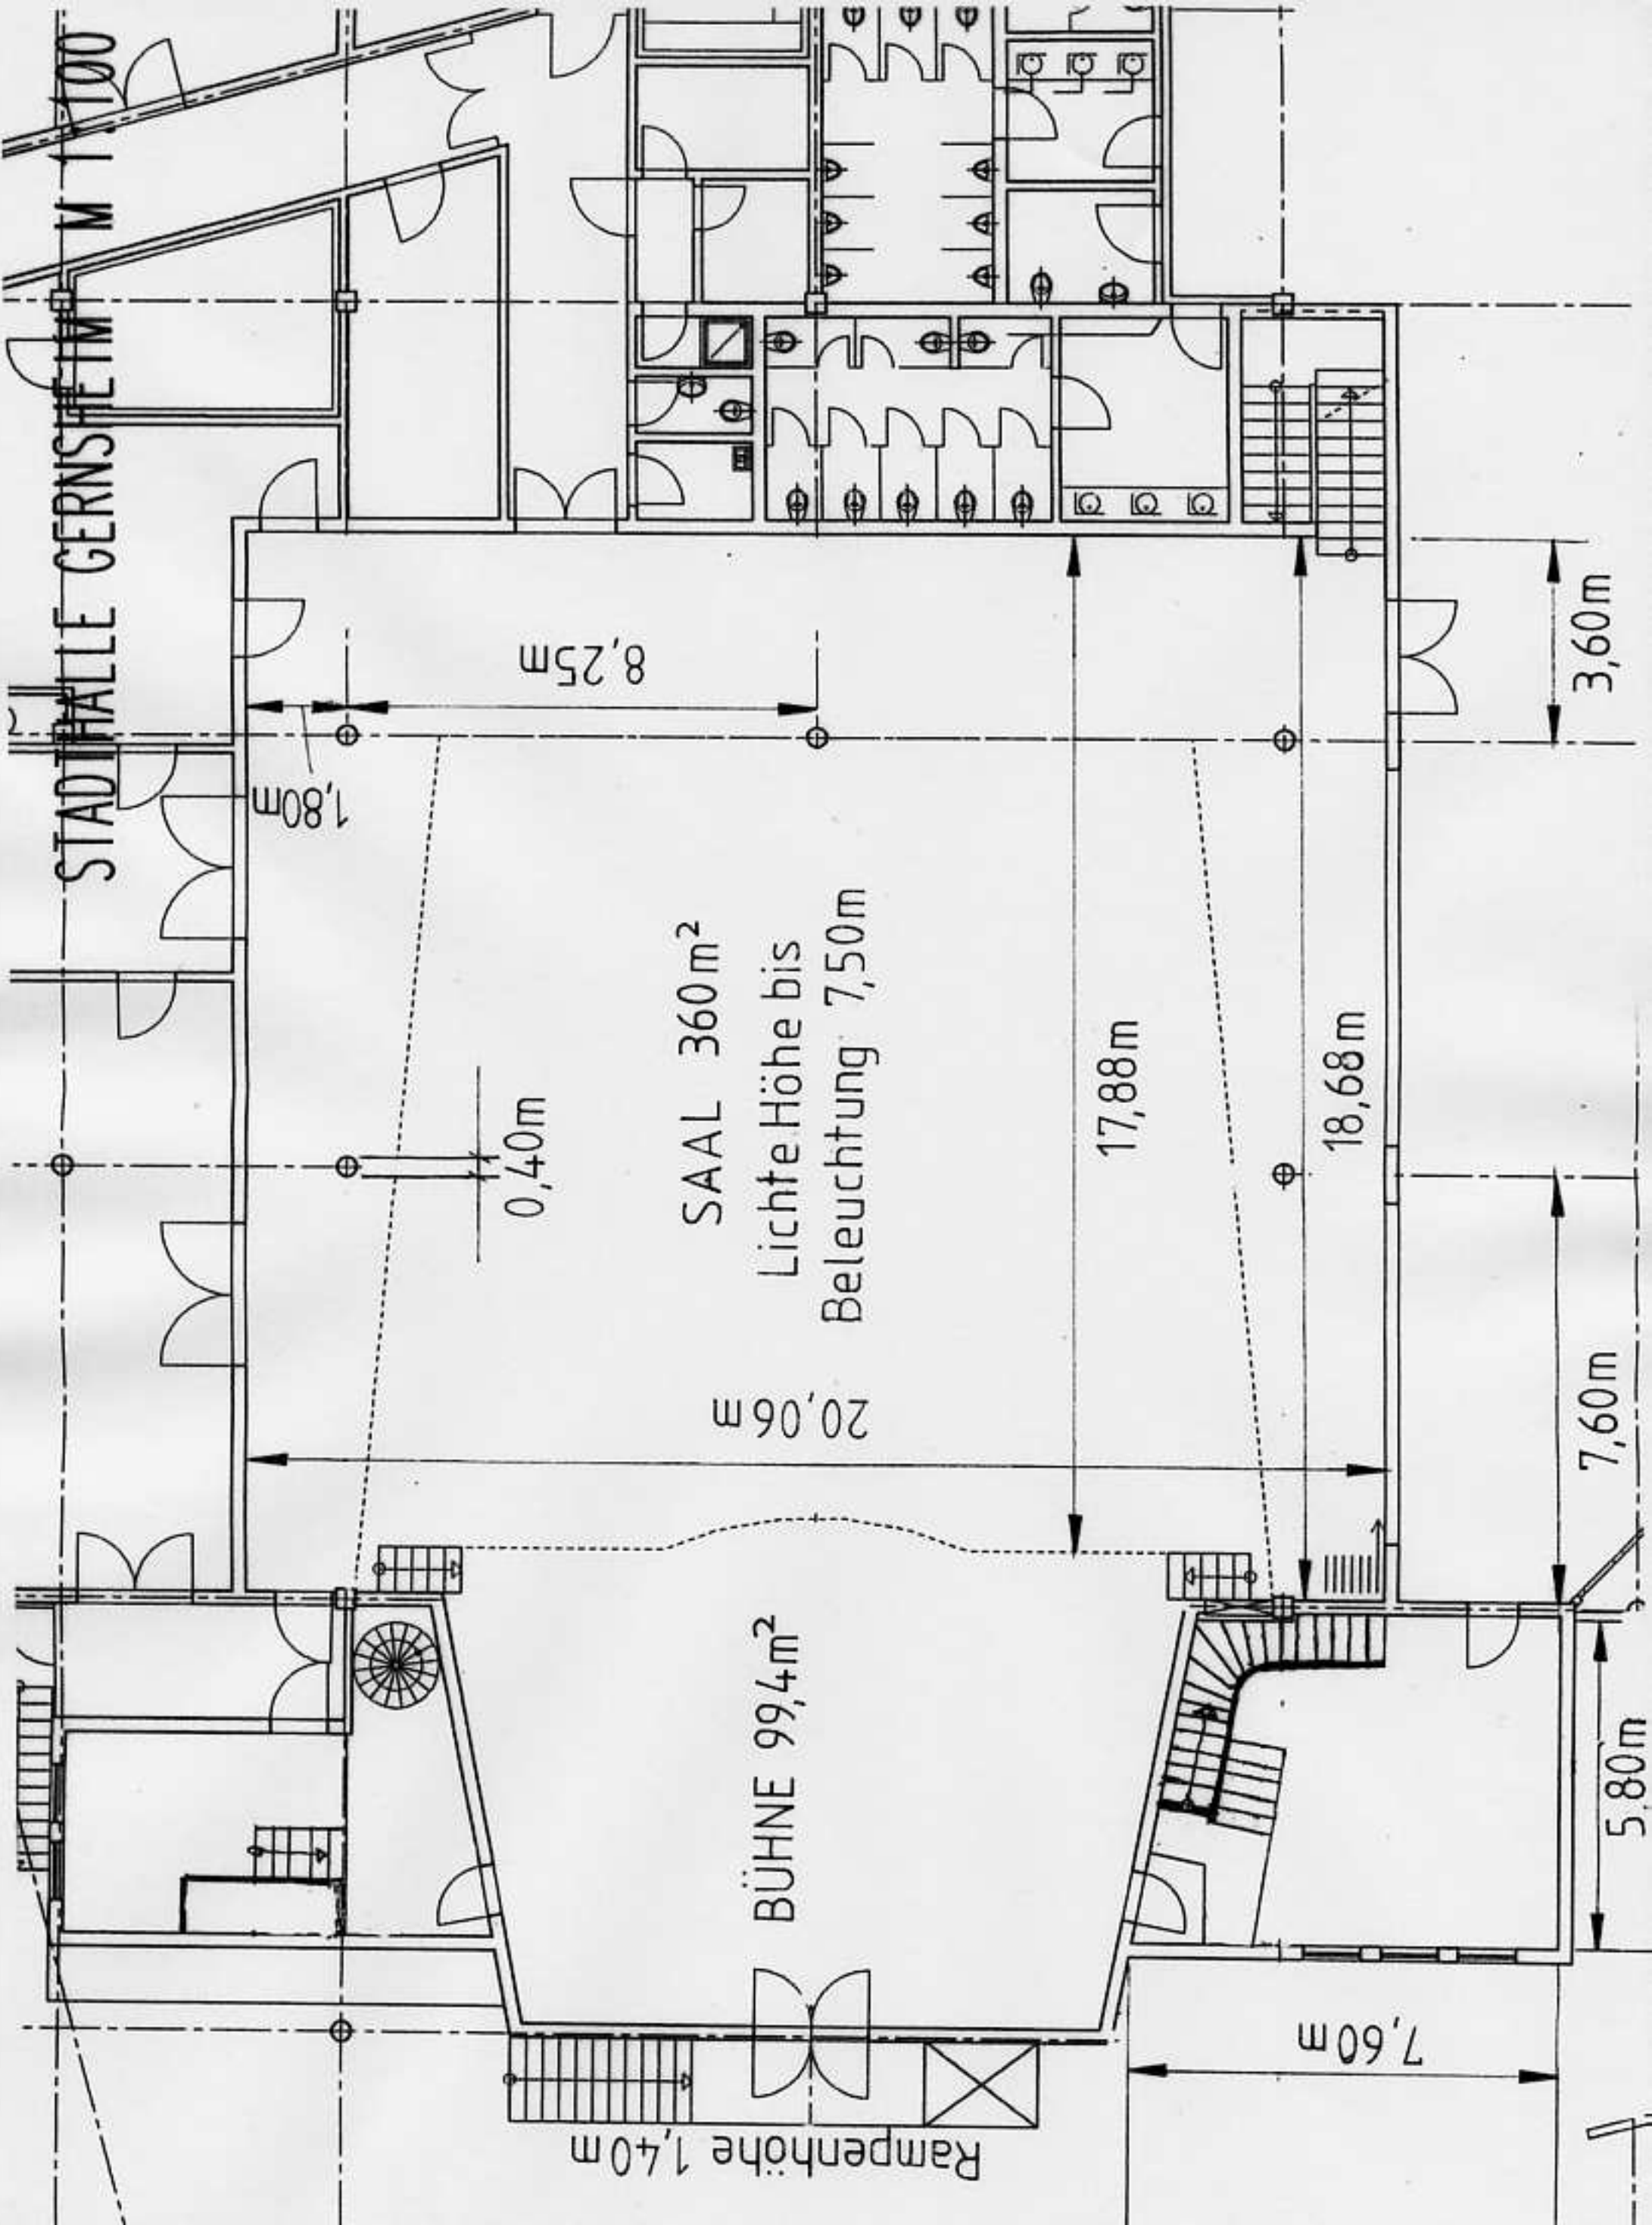 STADTHALLE GERNSHEIM M 1:100
1,80m
8,25m
3,60m
SAAL 360m²
Lichte Höhe bis
Beleuchtung 7,50m
0,40m
17,88m
18,68m
20,06m
7,60m
BÜHNE 99,4m²
5,80m
7,60m
Rampenhöhe 1,40m